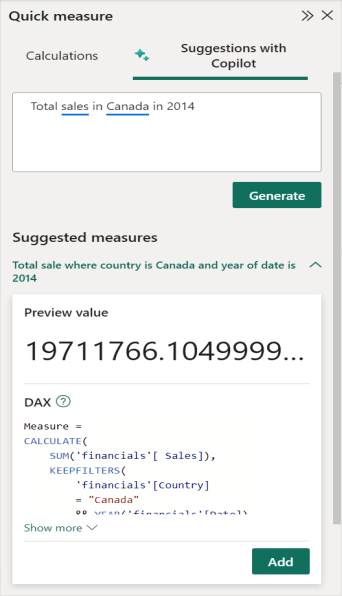 Quick measure
Calculations
Suggestions with
Copilot
Total sales in Canada in 2014
Generate
Suggested measures
Total sale where country is Canada and year of date is
2014
Preview value
19711766.1049999...
DAX
Measure =
CALCULATE(
SUM('financials'[ Sales]),
KEEPFILTERS(
'financials'[Country]
= "Canada"
&& YEAR('financials'[Date])
Show more
Add